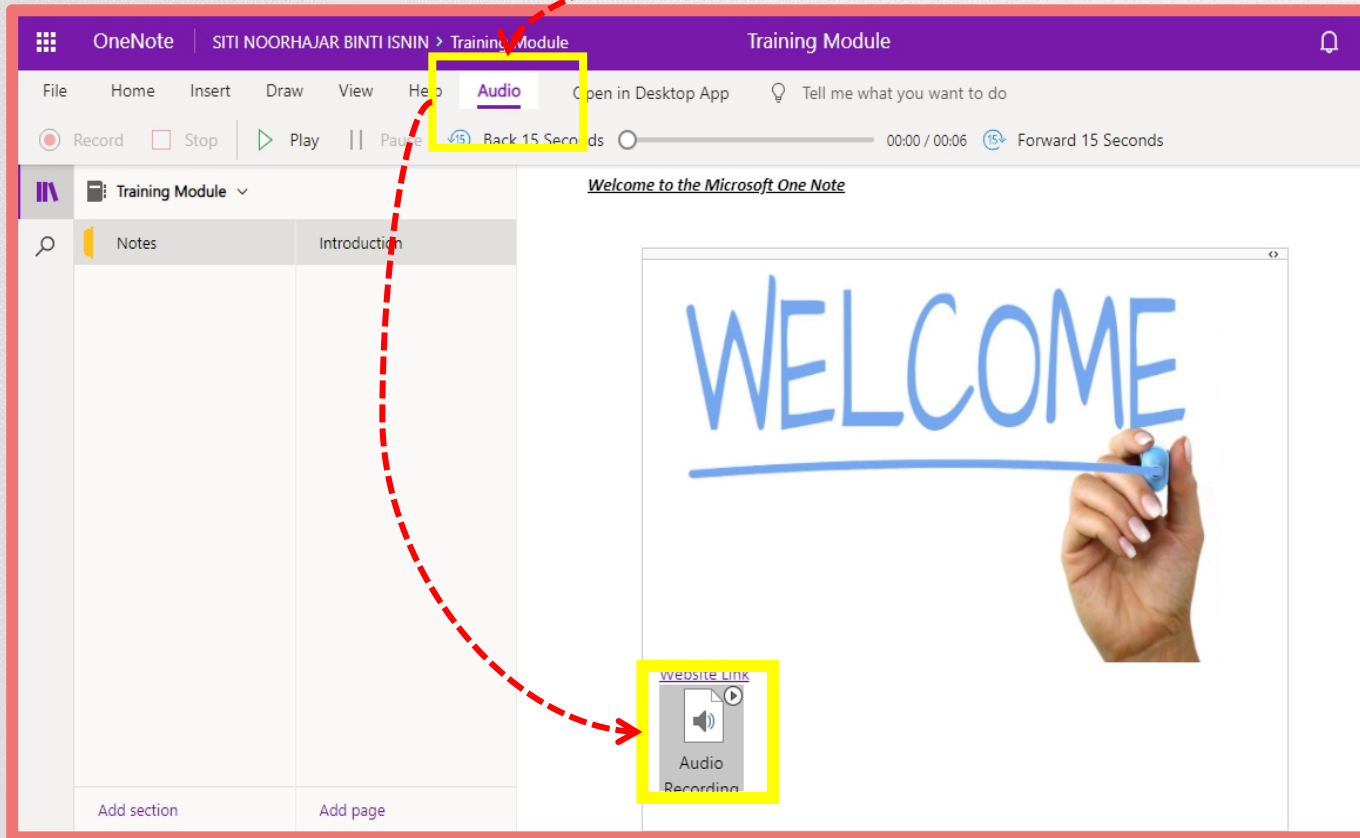 OneNote SITI NOORHAJAR BINTI ISNIN > Training Module Training Module
File Home Insert Draw View Help Audio Open in Desktop App Tell me what you want to do
Record Stop Play Pause 15 Back 15 Seconds 00:00 / 00:06 15 Forward 15 Seconds
Training Module
Welcome to the Microsoft One Note
Notes Introduction
WELCOME
Website Link
Audio
Recording
Add section Add page